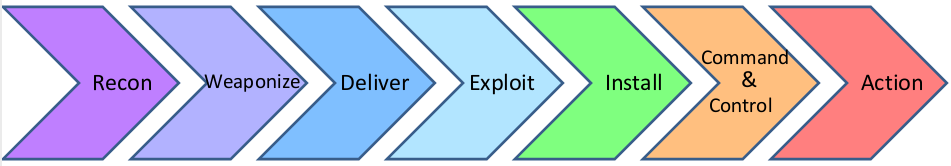 Recon
Weaponize
Deliver
Exploit
Install
Command
&
Control
Action